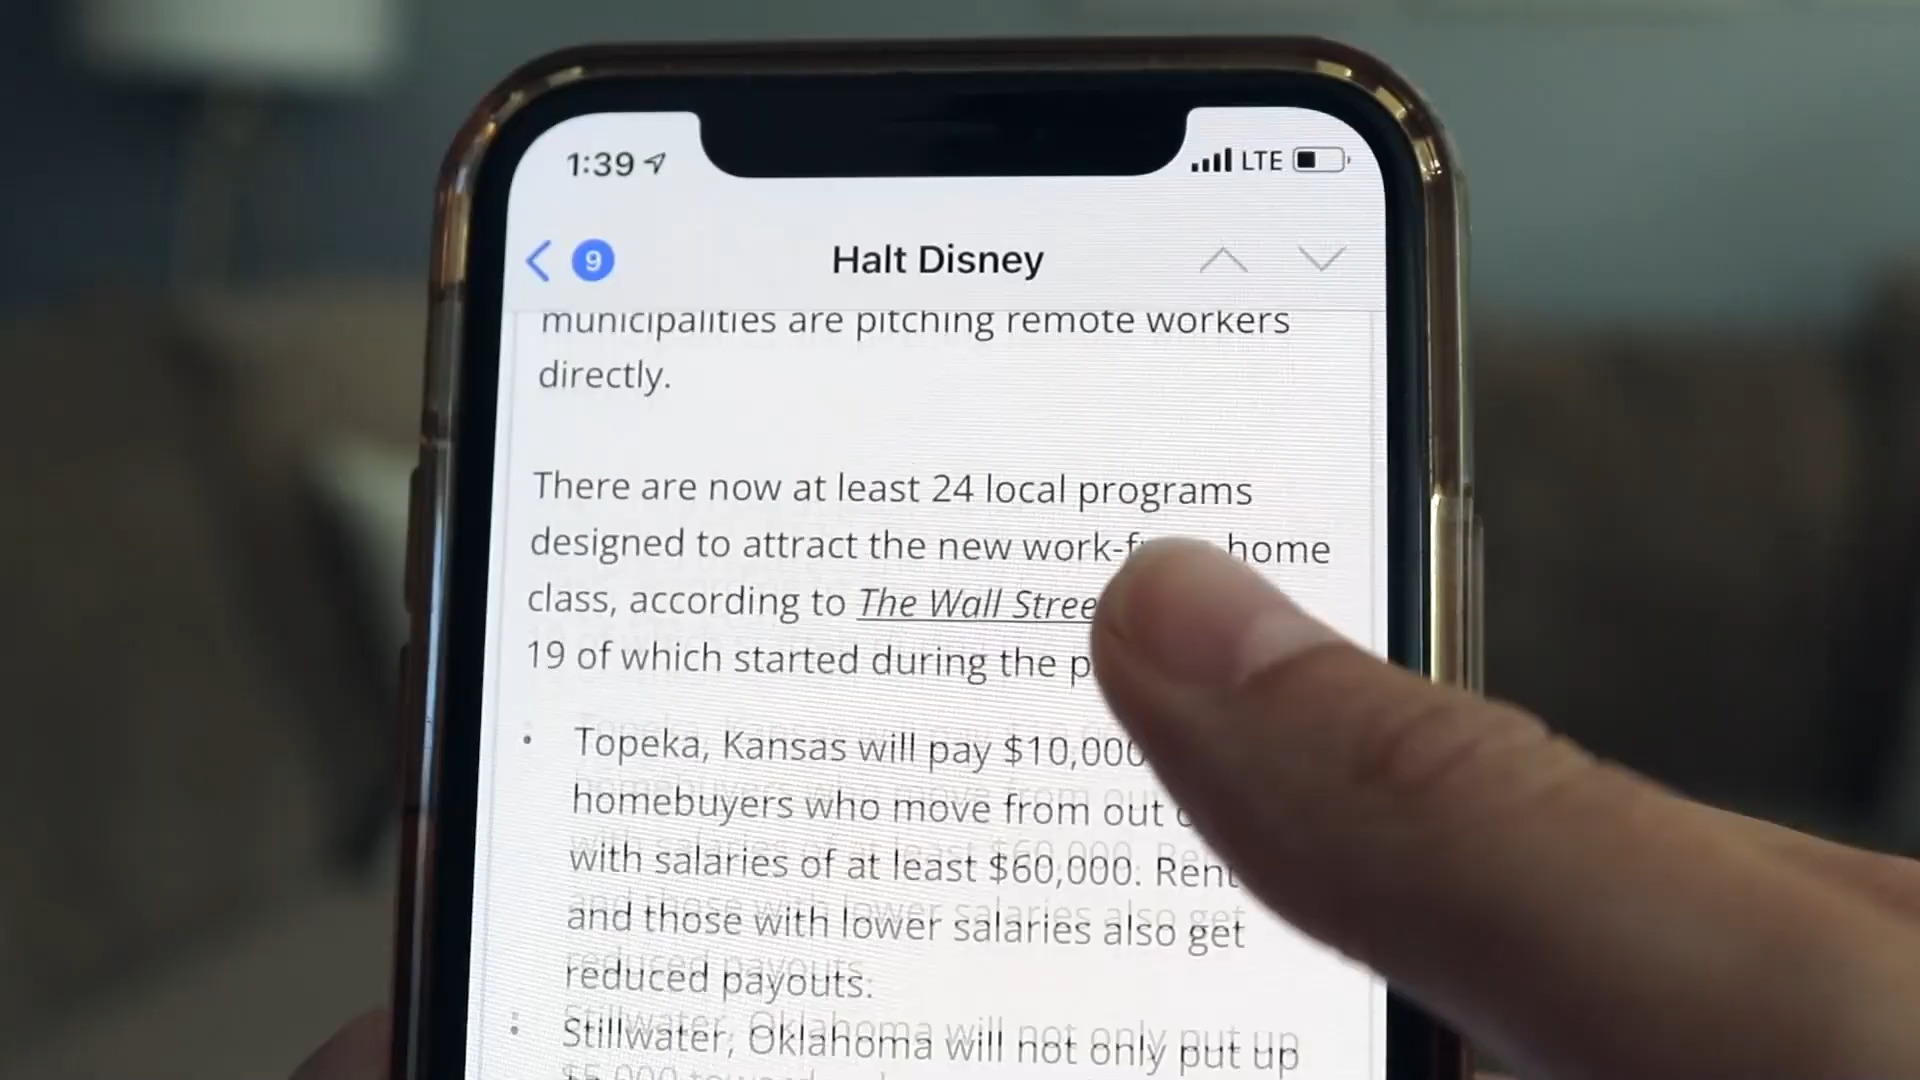 1:39
LTE
9
Halt Disney
municipalities are pitching remote workers
directly.
There are now at least 24 local programs
designed to attract the new home
class, according to The Wall
19 of which started during the
Topeka, Kansas will pay $10,000
homebuyers who move from out
with salaries of at least $60,000. 
and those with lower salaries also get
reduced payouts.
Stillwater, Oklahoma will not only put up
$5,000